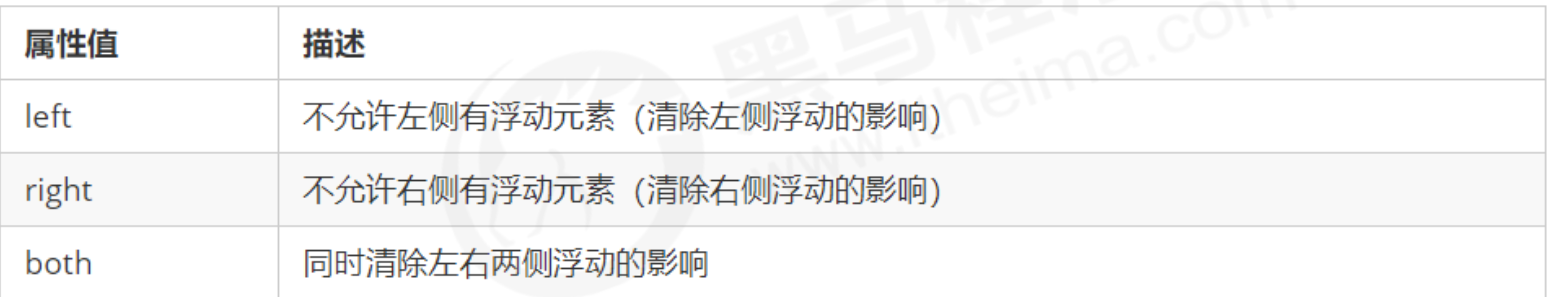 黑马程
www.itheima.com
属性值 描述
left 不允许左侧有浮动元素（清除左侧浮动的影响）
right 不允许右侧有浮动元素（清除右侧浮动的影响）
both 同时清除左右两侧浮动的影响